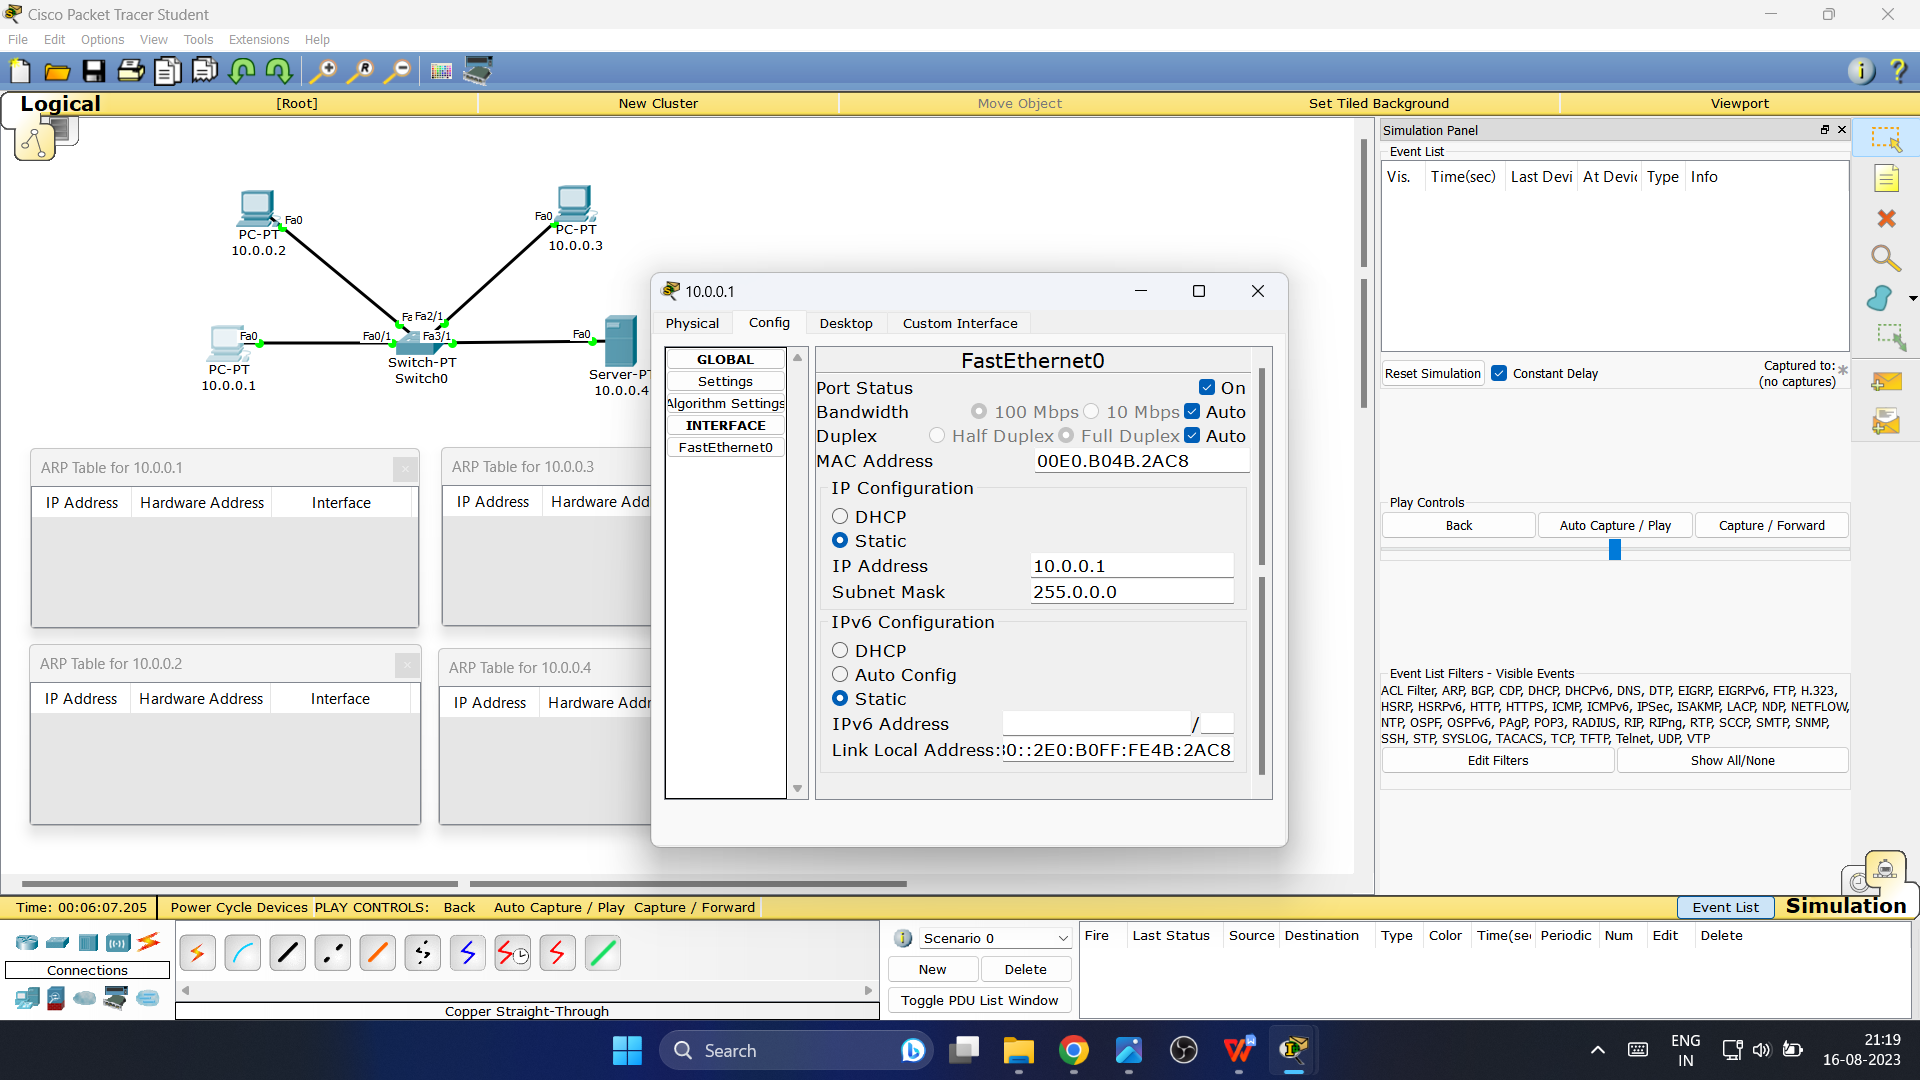 Cisco Packet Tracer Student
File Edit Options View Tools Extensions Help
Logical [Root] New Cluster Move Object Set Tiled Background Viewport
Fa0
PC-PT
10.0.0.2
Fa0
PC-PT
10.0.0.3
Fa0
PC-PT
10.0.0.1
Fa0/1
Fa2/1
Fa3/1
Switch-PT
Switch0
Fa0
Server-PT
10.0.0.4
ARP Table for 10.0.0.1
IP Address Hardware Address Interface
ARP Table for 10.0.0.3
IP Address Hardware Add
ARP Table for 10.0.0.2
IP Address Hardware Address Interface
ARP Table for 10.0.0.4
IP Address Hardware Addr
10.0.0.1
Physical Config Desktop Custom Interface
GLOBAL
Settings
Algorithm Settings
INTERFACE
FastEthernet0
FastEthernet0
Port Status On
Bandwidth 100 Mbps 10 Mbps Auto
Duplex Half Duplex Full Duplex Auto
MAC Address 00E0.B04B.2AC8
IP Configuration
DHCP
Static
IP Address 10.0.0.1
Subnet Mask 255.0.0.0
IPv6 Configuration
DHCP
Auto Config
Static
IPv6 Address /
Link Local Address: 80::2E0:B0FF:FE4B:2AC8
Simulation Panel
Event List
Vis. Time(sec) Last Devi At Devic Type Info
Reset Simulation Constant Delay Captured to:
(no captures)
Play Controls
Back Auto Capture / Play Capture / Forward
Event List Filters - Visible Events
ACL Filter, ARP, BGP, CDP, DHCP, DHCPv6, DNS, DTP, EIGRP, EIGRPv6, FTP, H.323,
HSRP, HSRPv6, HTTP, HTTPS, ICMP, ICMPv6, IPSec, ISAKMP, LACP, NDP, NETFLOW,
NTP, OSPF, OSPFv6, PAgP, POP3, RADIUS, RIP, RIPng, RTP, SCCP, SMTP, SNMP,
SSH, STP, SYSLOG, TACACS, TCP, TFTP, Telnet, UDP, VTP
Edit Filters Show All/None
Time: 00:06:07.205 Power Cycle Devices PLAY CONTROLS: Back Auto Capture / Play Capture / Forward Event List Simulation
Connections
Copper Straight-Through
Scenario 0
New Delete
Toggle PDU List Window
Fire Last Status Source Destination Type Color Time(sec Periodic Num Edit Delete
Search
ENG
IN
21:19
16-08-2023